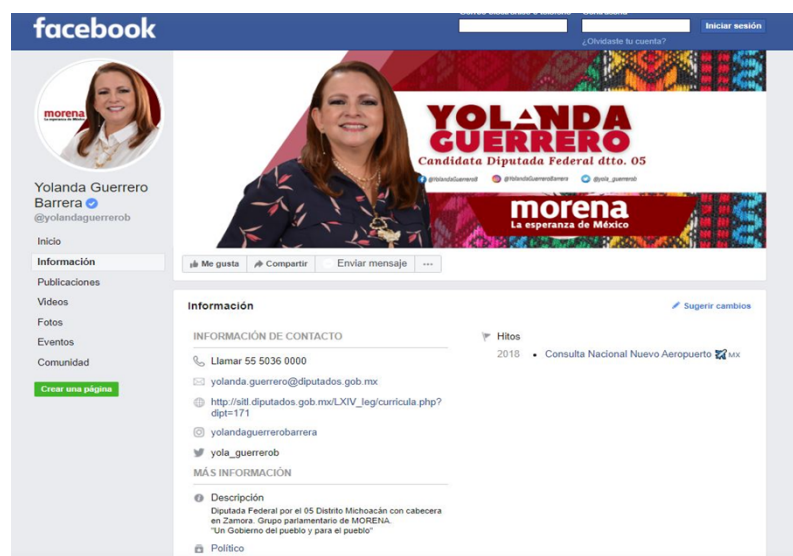 facebook
Iniciar sesión
¿Olvidaste tu cuenta?
morena
La esperanza de México
YOLANDA
GUERRERO
Candidata Diputada Federal dtto. 05
@YolandaGuerreroB @YolandaGuerreroBarrera @yola_guerrerob
morena
La esperanza de México
Yolanda Guerrero
Barrera
@yolandaguerrerob
Inicio
Información
Publicaciones
Videos
Fotos
Eventos
Comunidad
Crear una página
Me gusta Compartir Enviar mensaje ...
Información Sugerir cambios
INFORMACIÓN DE CONTACTO
Llamar 55 5036 0000
yolanda.guerrero@diputados.gob.mx
http://sitl.diputados.gob.mx/LXIV_leg/curricula.php?
dipt=171
yolandaguerrerobarrera
yola_guerrerob
MÁS INFORMACIÓN
Descripción
Diputada Federal por el 05 Distrito Michoacán con cabecera
en Zamora. Grupo parlamentario de MORENA.
"Un Gobierno del pueblo y para el pueblo"
Político
Hitos
2018 • Consulta Nacional Nuevo Aeropuerto MX